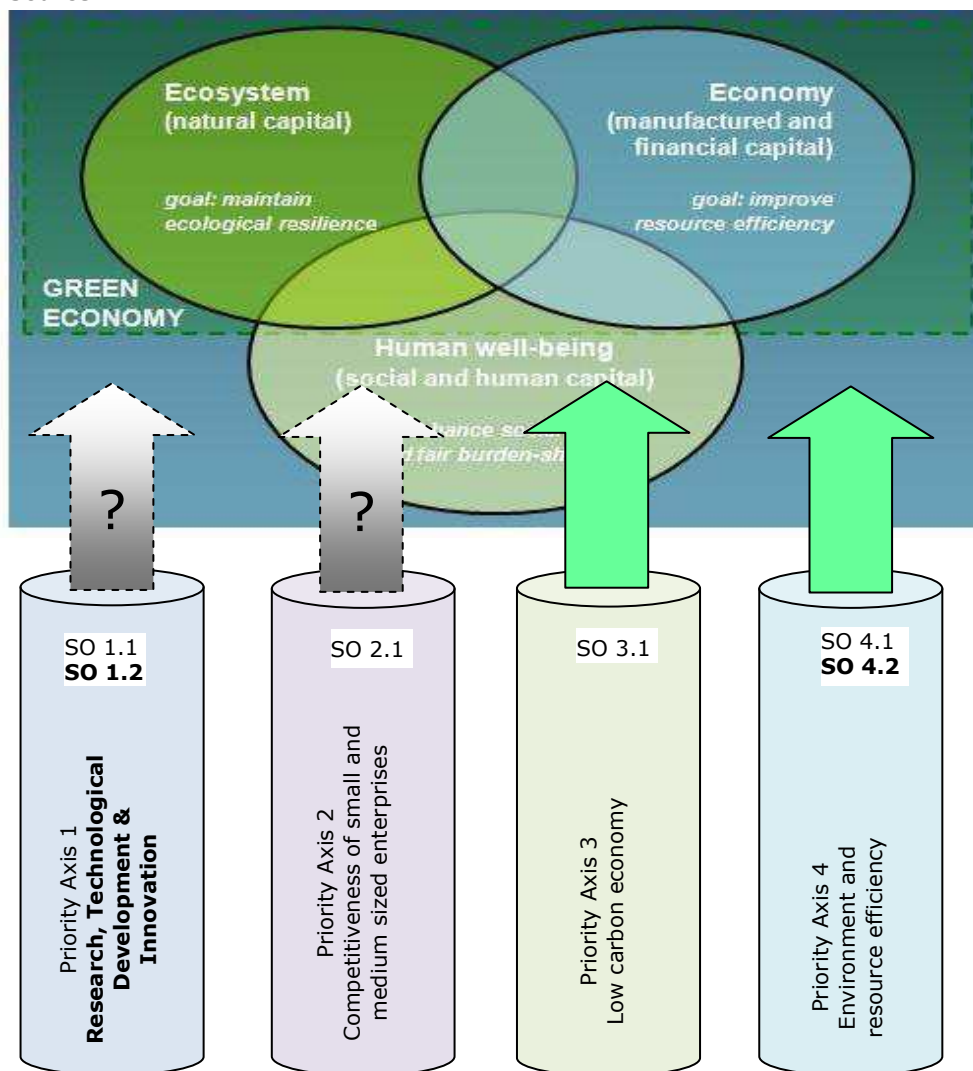 Ecosystem
(natural capital)
goal: maintain
ecological resilience
Economy
(manufactured and
financial capital)
goal: improve
resource efficiency
GREEN
ECONOMY
Human well-being
(social and human capital)
fair burden-
?
?
SO 1.1
SO 1.2
SO 2.1
SO 3.1
SO 4.1
SO 4.2
Priority Axis 1
Research, Technological
Development &
Innovation
Priority Axis 2
Competitiveness of small and
medium sized enterprises
Priority Axis 3
Low carbon economy
Priority Axis 4
Environment and
resource efficiency